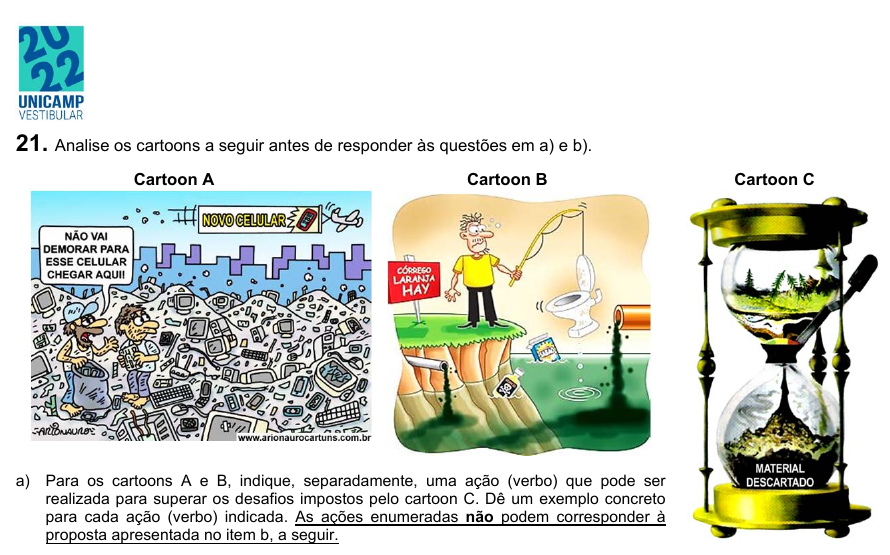 2022
UNICAMP
VESTIBULAR
21. Analise os cartoons a seguir antes de responder às questões em a) e b).
Cartoon A
Cartoon B
Cartoon C
NOVO CELULAR
NÃO VAI
DEMORAR PARA
ESSE CELULAR
CHEGAR AQUI!
ARIONAURO
www.arionaurocartuns.com.br
CÓRREGO
LARANJA
HAY
MATERIAL
DESCARTADO
a) Para os cartoons A e B, indique, separadamente, uma ação (verbo) que pode ser
realizada para superar os desafios impostos pelo cartoon C. Dê um exemplo concreto
para cada ação (verbo) indicada. As ações enumeradas não podem corresponder à
proposta apresentada no item b, a seguir.